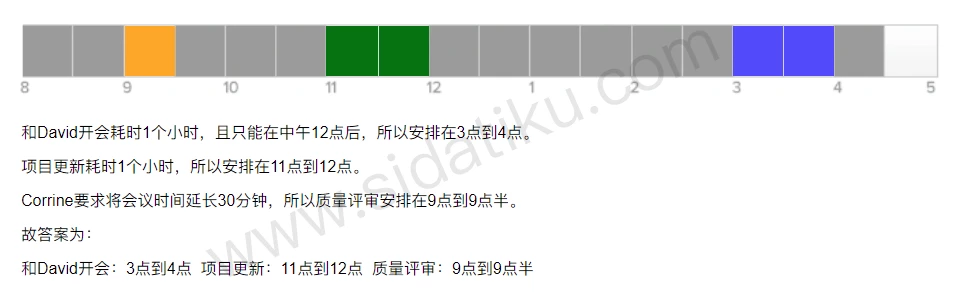 8 9 10 11 12 1 2 3 4 5
和David开会耗时1个小时，且只能在中午12点后，所以安排在3点到4点。
项目更新耗时1个小时，所以安排在11点到12点。
Corrine要求将会议时间延长30分钟，所以质量评审安排在9点到9点半。
故答案为：
和David开会：3点到4点 项目更新：11点到12点 质量评审：9点到9点半
www.sidatiku.com